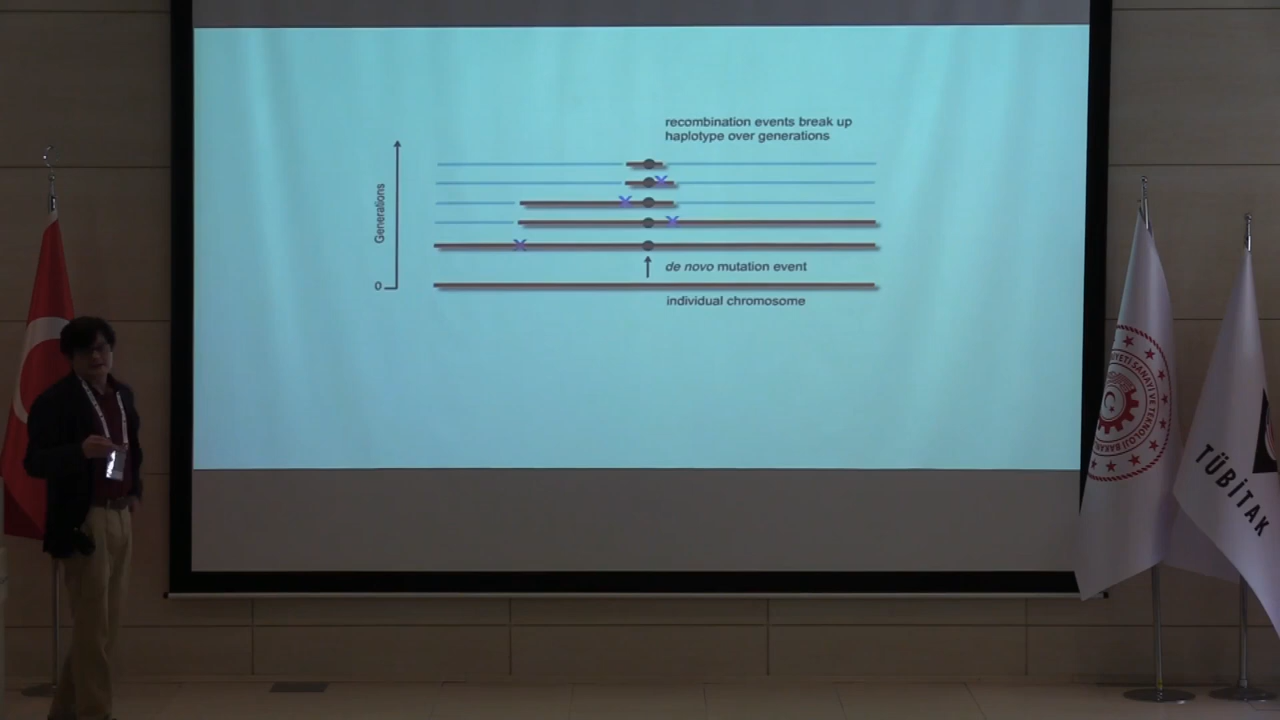 recombination events break up
haplotype over generations
Generations
0
de novo mutation event
individual chromosome
TÜBİTAK